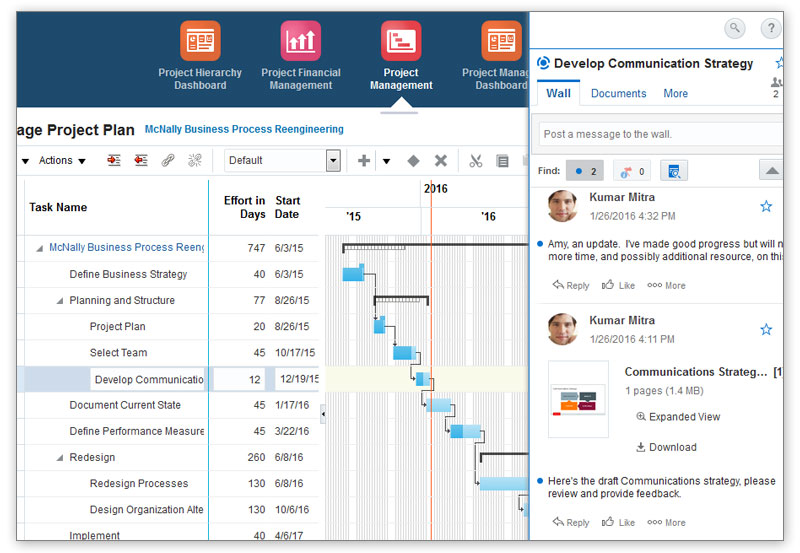 Project Hierarchy
Dashboard
Project Financial
Management
Project
Management
Project Mana
Dashboard
age Project Plan McNally Business Process Reengineering
Actions
Default
Task Name
Effort in
Days
Start
Date
2016
'15 '16
McNally Business Process Reeng 747 6/3/15
Define Business Strategy 40 6/3/15
Planning and Structure 77 8/26/15
Project Plan 20 8/26/15
Select Team 45 10/17/15
Develop Communicatio 12 12/19/15
Document Current State 45 1/17/16
Define Performance Measure 45 3/22/16
Redesign 260 6/8/16
Redesign Processes 130 6/8/16
Design Organization Alte 130 10/6/16
Implement 40 4/6/17
?
Develop Communication Strategy
Wall Documents More
2
Post a message to the wall.
Find: 2 0
Kumar Mitra
1/26/2016 4:32 PM
Amy, an update. I've made good progress but will n
more time, and possibly additional resource, on this
Reply Like More
Kumar Mitra
1/26/2016 4:11 PM
Communications Strateg... [1
1 pages (1.4 MB)
Expanded View
Download
Here's the draft Communications strategy, please
review and provide feedback.
Reply Like More